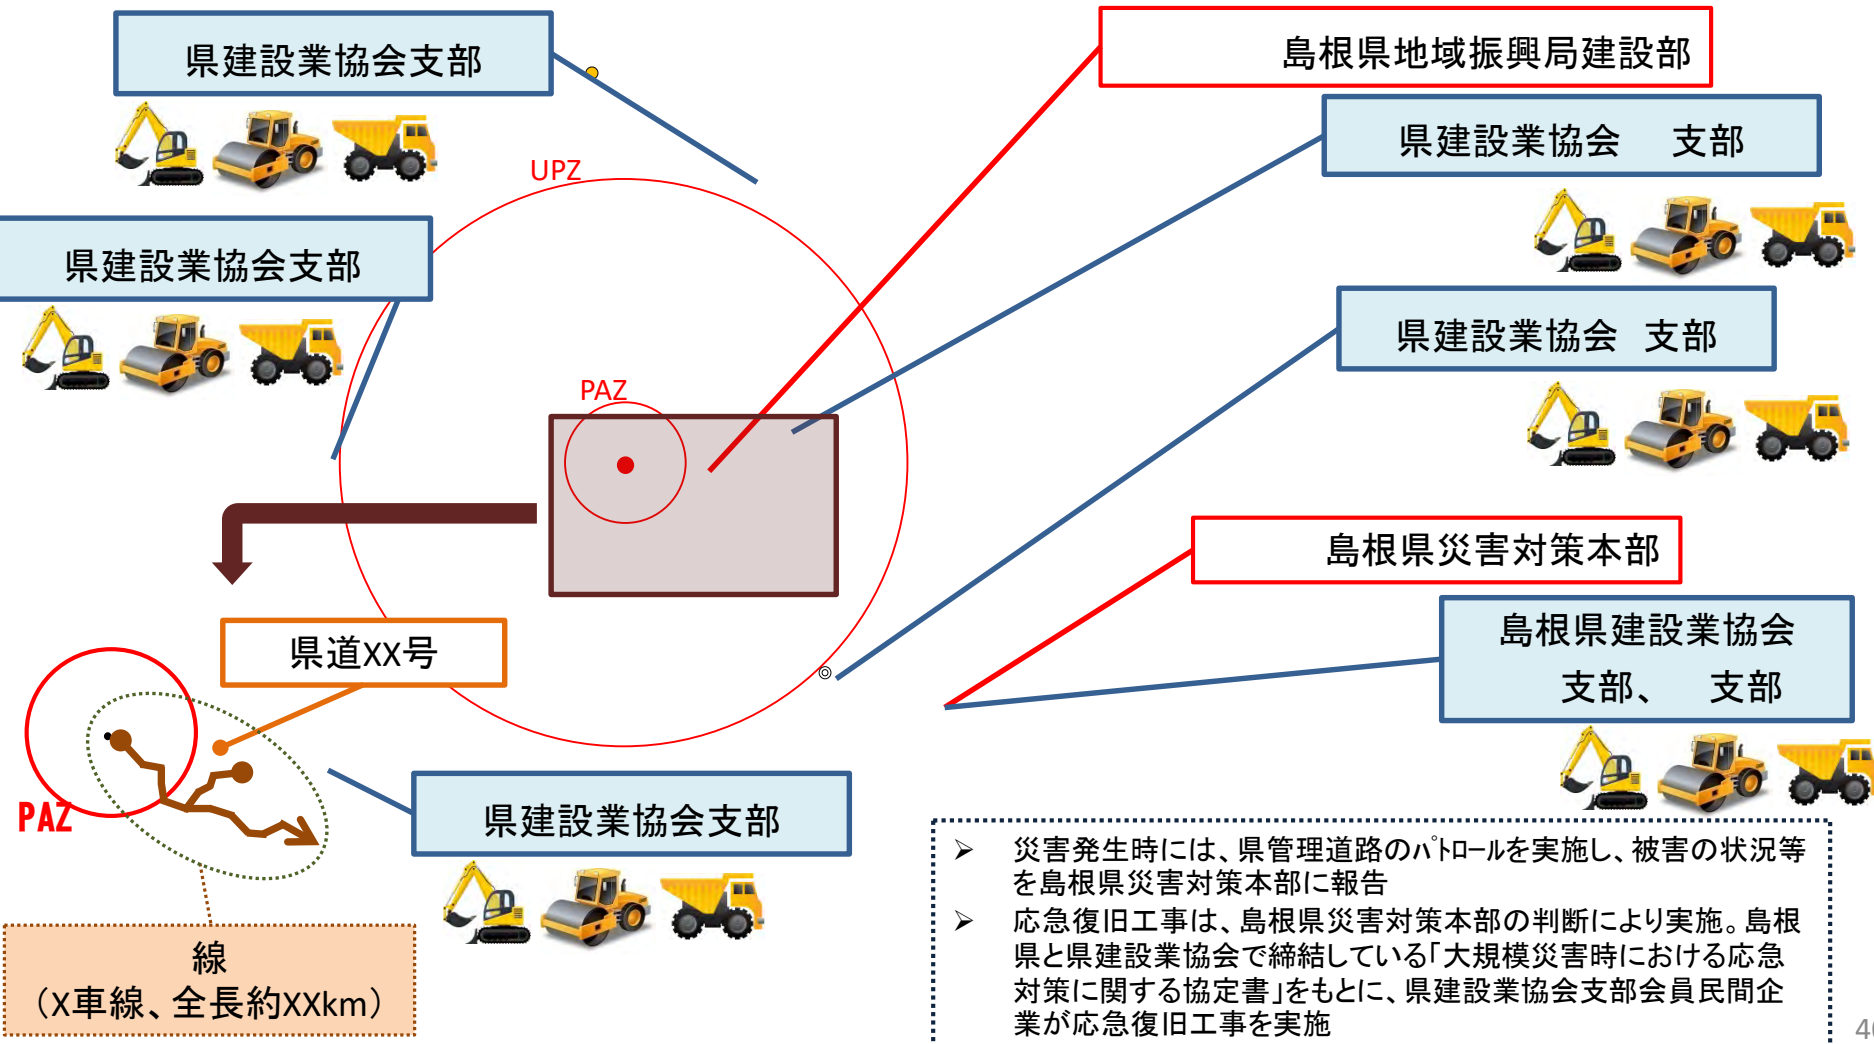 県建設業協会支部
島根県地域振興局建設部
県建設業協会　支部
UPZ
県建設業協会支部
県建設業協会　支部
PAZ
島根県災害対策本部
島根県建設業協会
支部、　支部
県道XX号
PAZ
県建設業協会支部
線
（X車線、全長約XXkm）
➢ 災害発生時には、県管理道路のﾊﾟﾄﾛｰﾙを実施し、被害の状況等
を島根県災害対策本部に報告
➢ 応急復旧工事は、島根県災害対策本部の判断により実施。島根
県と県建設業協会で締結している「大規模災害時における応急
対策に関する協定書」をもとに、県建設業協会支部会員民間企
業が応急復旧工事を実施